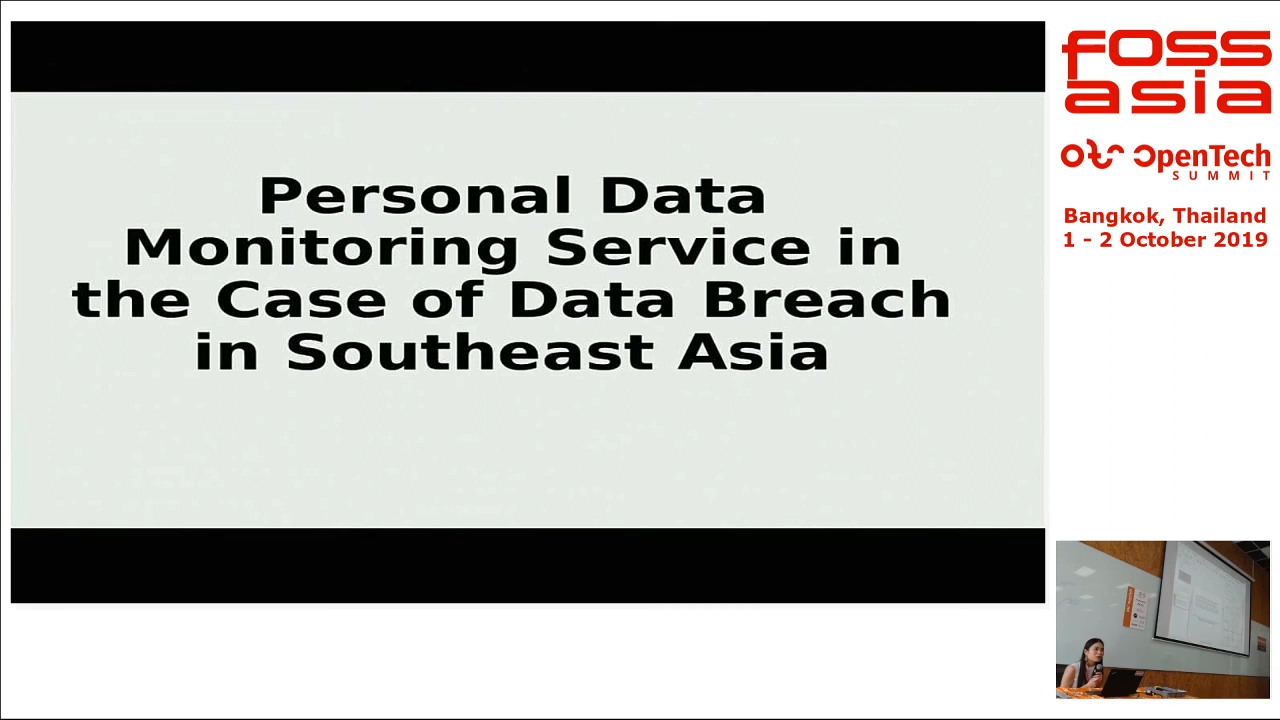 Personal Data
Monitoring Service in
the Case of Data Breach
in Southeast Asia
foss
asia
ots OpenTech
SUMMIT
Bangkok, Thailand
1 - 2 October 2019